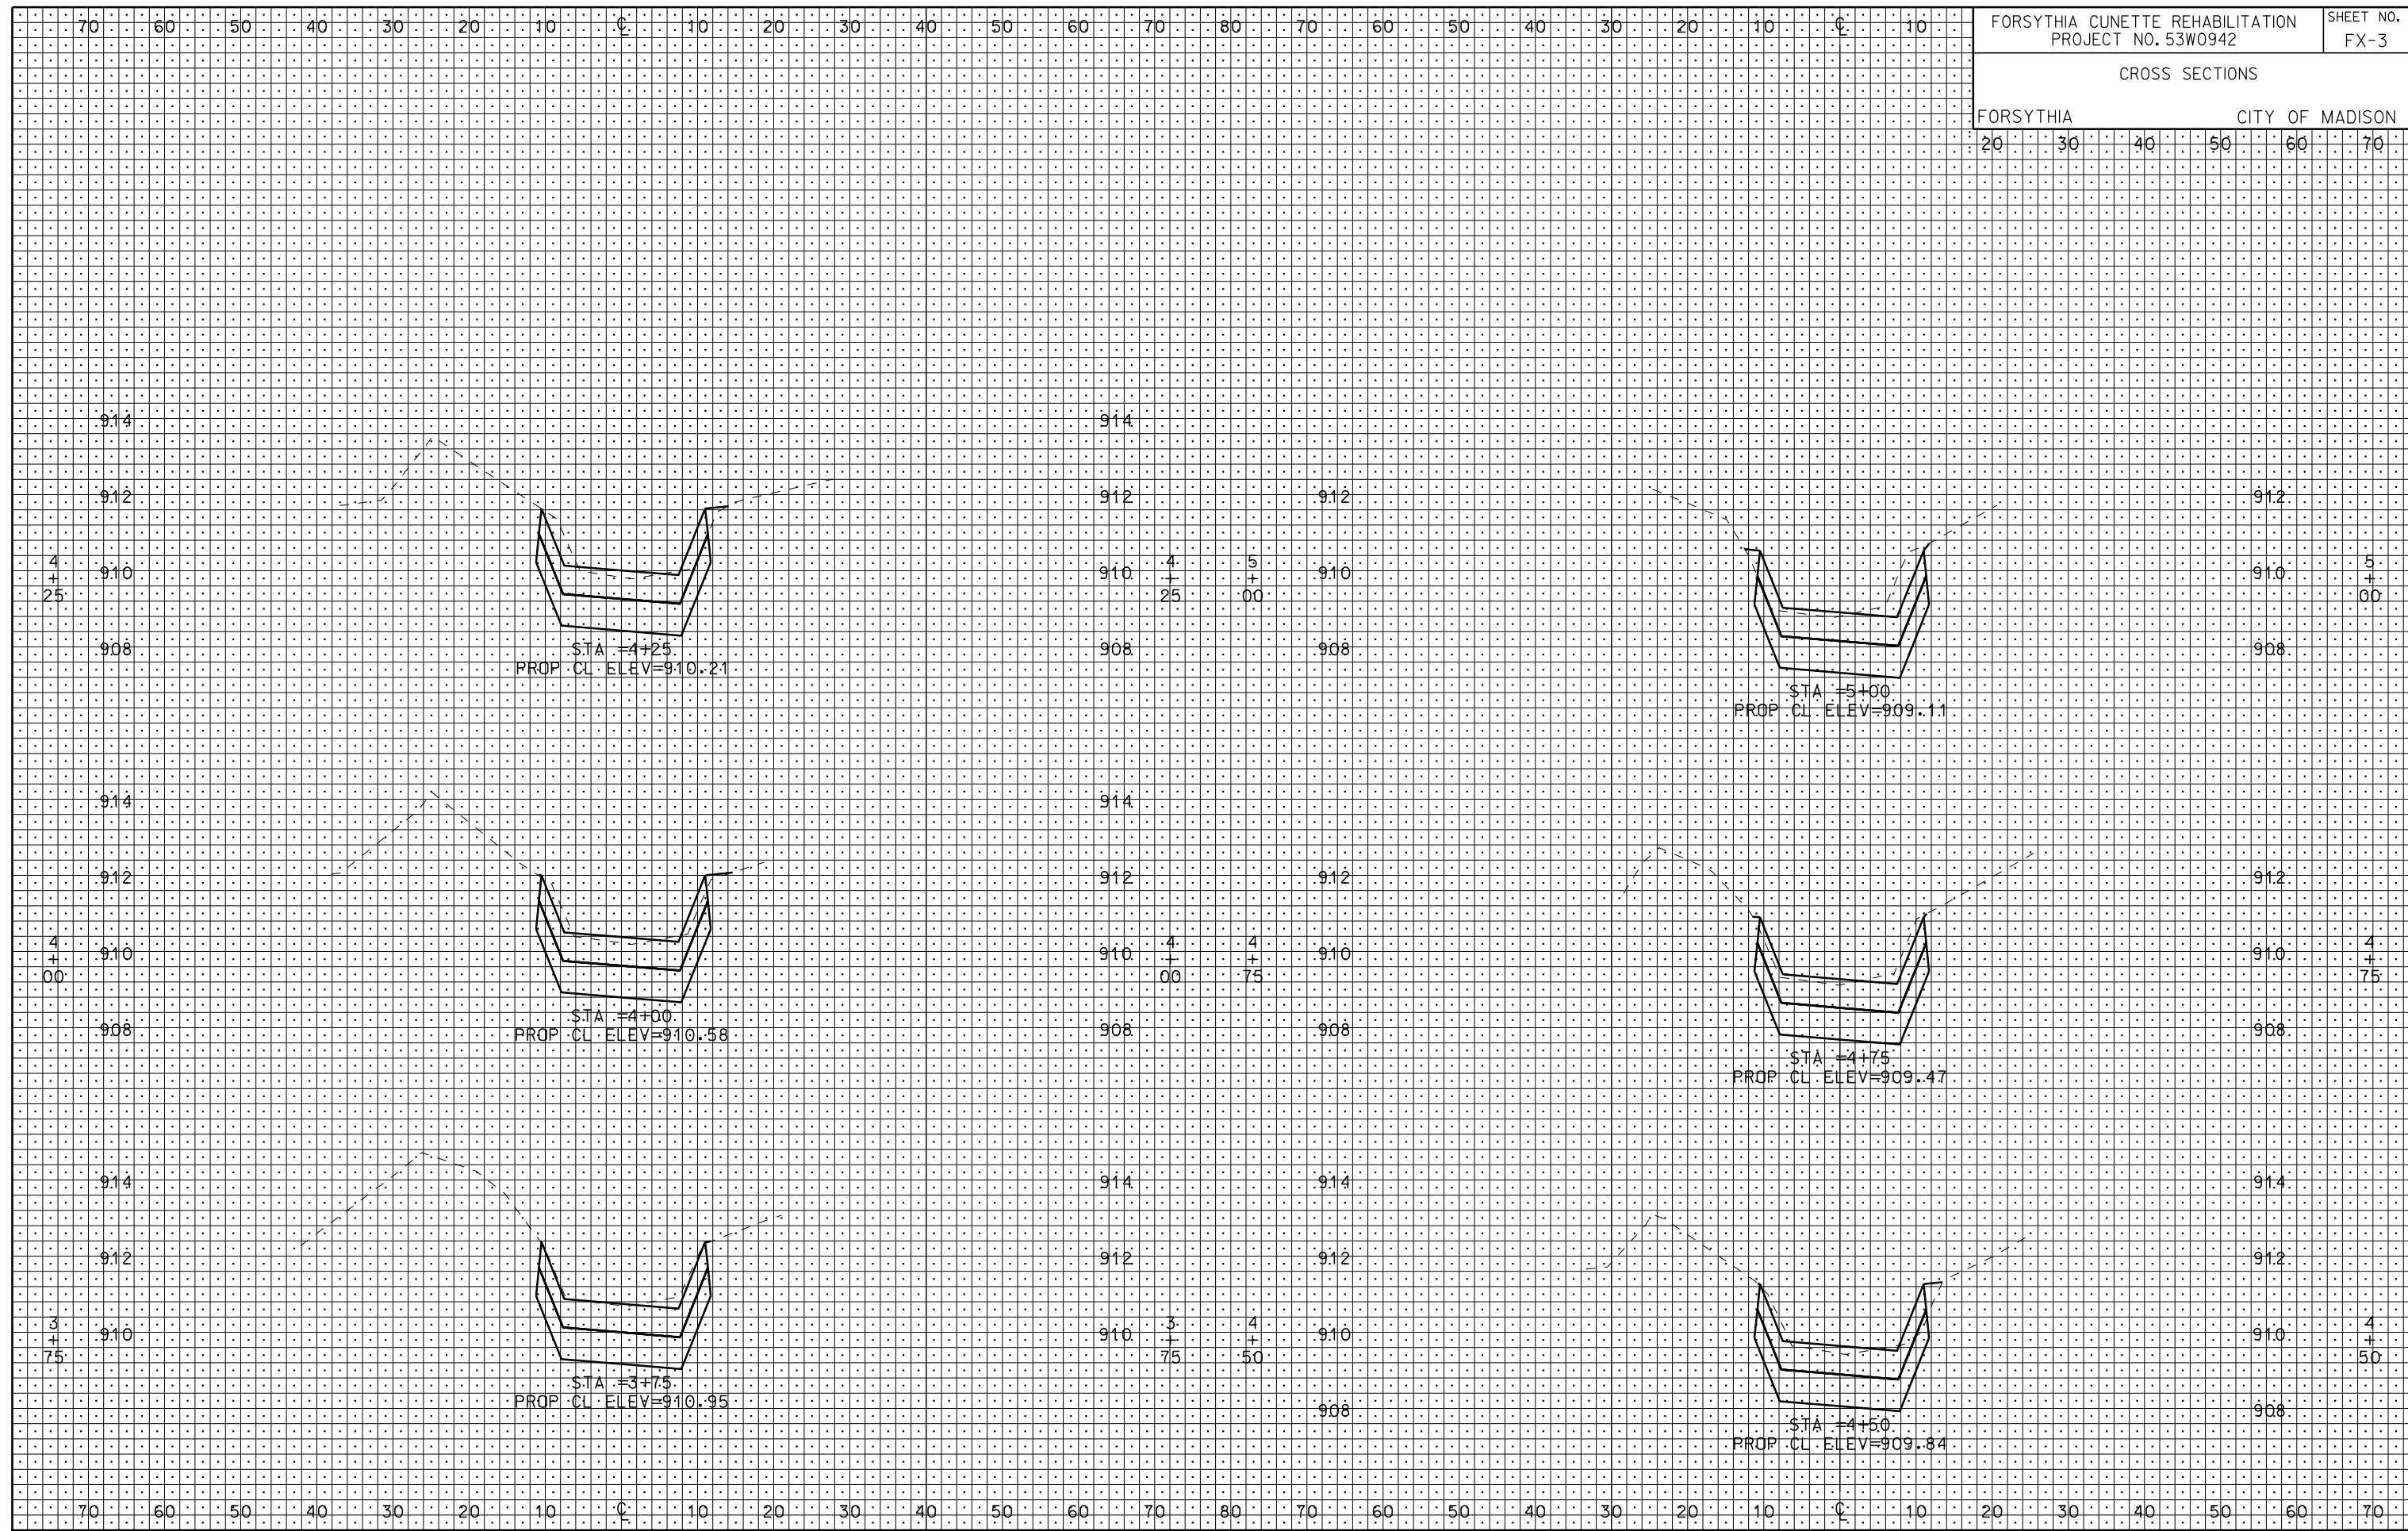 70 60 50 40 30 20 10 ℄ 10 20 30 40 50 60 70 80 70 60 50 40 30 20 10 ℄ 10
FORSYTHIA CUNETTE REHABILITATION
PROJECT NO. 53W0942
SHEET NO.
FX-3
CROSS SECTIONS
FORSYTHIA CITY OF MADISON
20 30 40 50 60 70
914 914
912 912 912 912
4 + 25 910 910 4 + 25 5 + 00 910 910 5 + 00
908 908 908 908
STA =4+25
PROP CL ELEV=910.21
STA =5+00
PROP CL ELEV=909.11
914 914
912 912 912 912
4 + 00 910 910 4 + 00 4 + 75 910 910 4 + 75
908 908 908 908
STA =4+00
PROP CL ELEV=910.58
STA =4+75
PROP CL ELEV=909.47
914 914 914 914
912 912 912 912
3 + 75 910 910 3 + 75 4 + 50 910 910 4 + 50
908 908
STA =3+75
PROP CL ELEV=910.95
STA =4+50
PROP CL ELEV=909.84
70 60 50 40 30 20 10 ℄ 10 20 30 40 50 60 70 80 70 60 50 40 30 20 10 ℄ 10 20 30 40 50 60 70